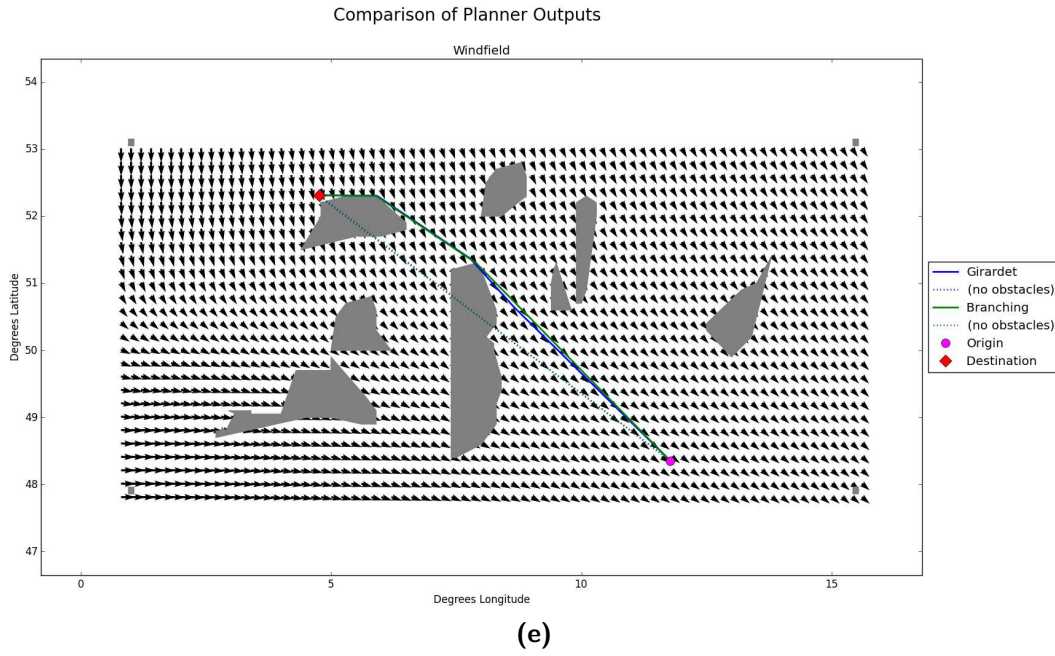 Comparison of Planner Outputs
Windfield
54
53
52
51
50
49
48
47
Degrees Latitude
0
5
10
15
Degrees Longitude
Girardet
(no obstacles)
Branching
(no obstacles)
Origin
Destination
(e)